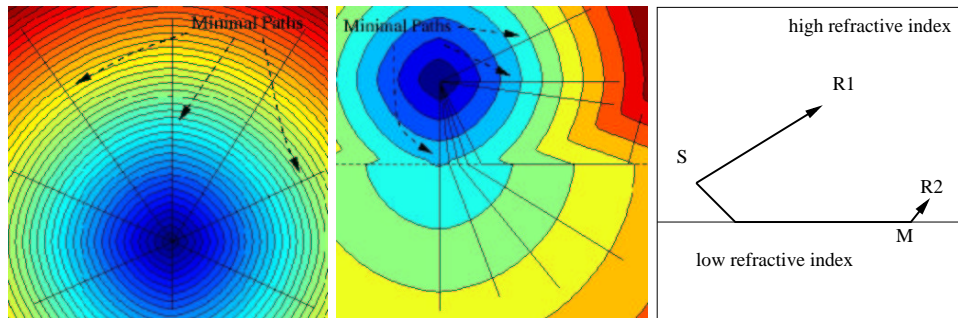 Minimal Paths
Minimal Paths
high refractive index
R1
S
R2
M
low refractive index